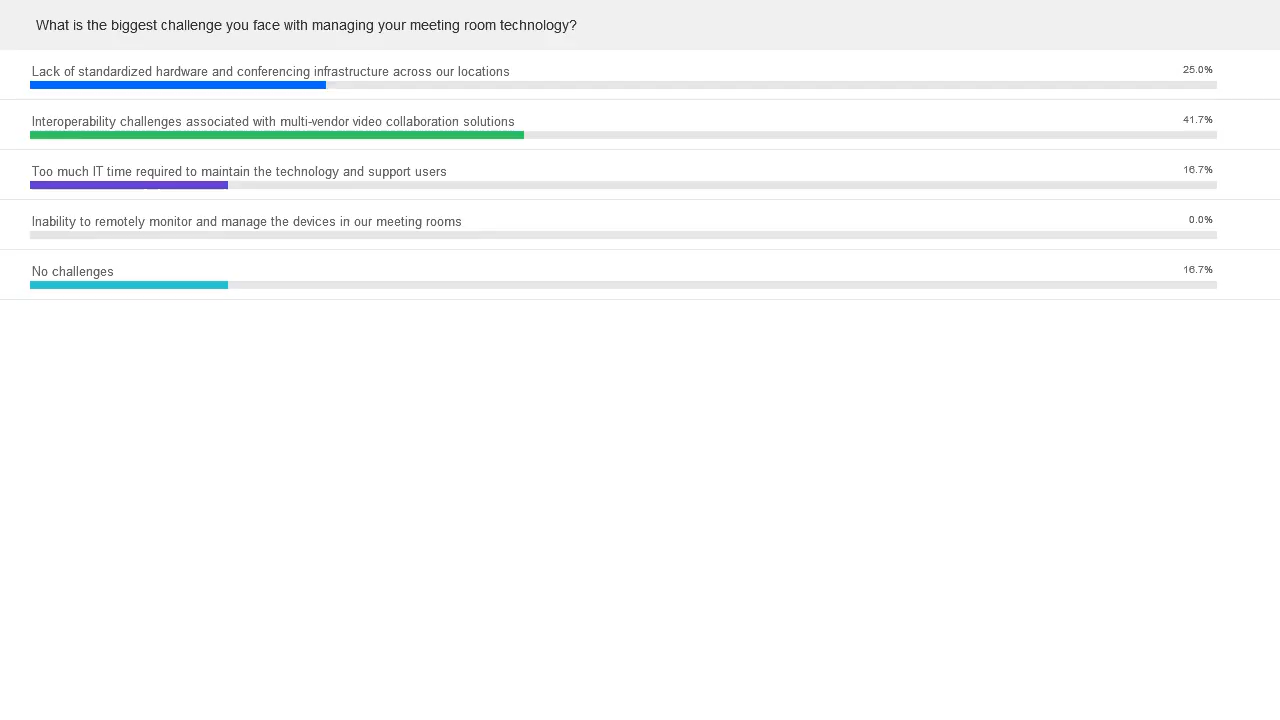 What is the biggest challenge you face with managing your meeting room technology?
Lack of standardized hardware and conferencing infrastructure across our locations 25.0%
Interoperability challenges associated with multi-vendor video collaboration solutions 41.7%
Too much IT time required to maintain the technology and support users 16.7%
Inability to remotely monitor and manage the devices in our meeting rooms 0.0%
No challenges 16.7%